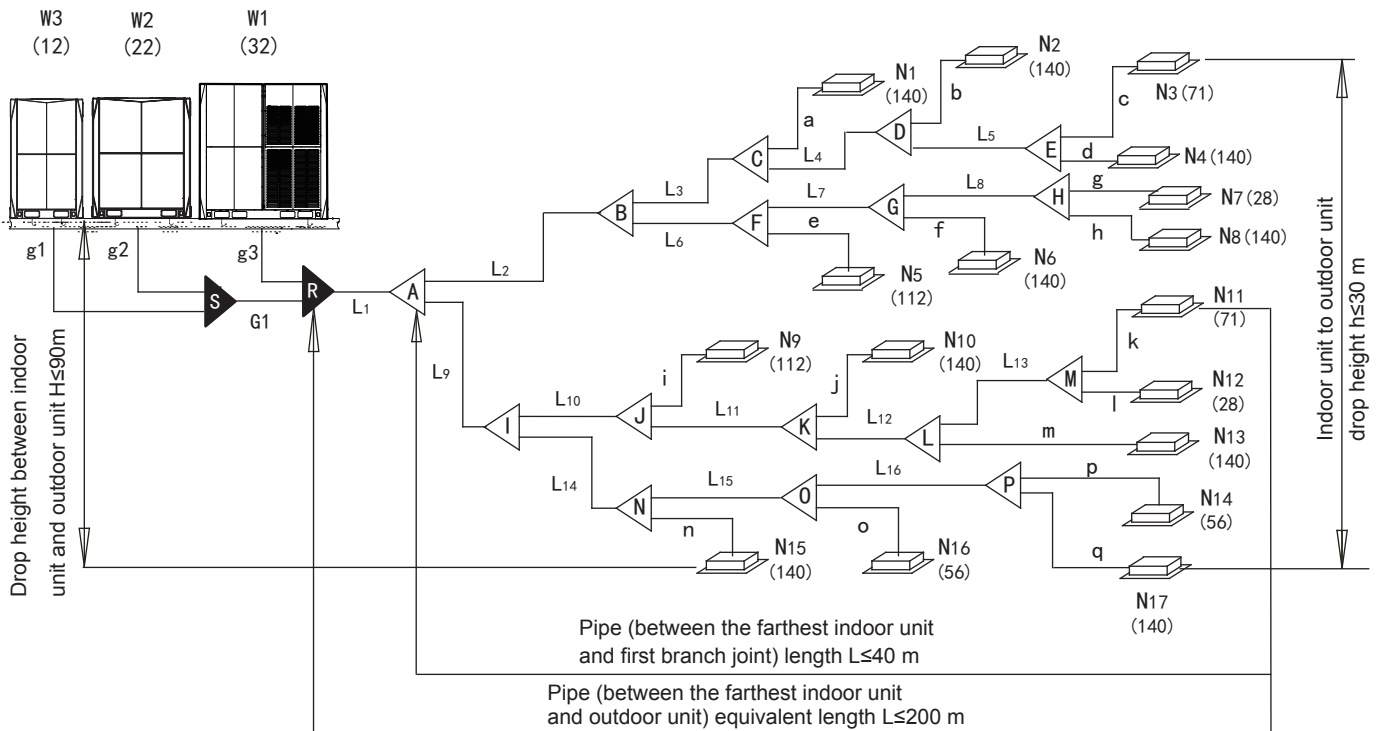 W3
(12)
W2
(22)
W1
(32)
N1
(140)
a
N2
(140)
b
N3 (71)
c
C
D
L4
L5
E
d
N4 (140)
L3
B
L7
L8
H
g
N7 (28)
L6
F
e
G
f
h
N8 (140)
g1
g2
g3
L2
N5
(112)
N6
(140)
S
G1
R
L1
A
N11
(71)
k
L9
N9
(112)
i
N10
(140)
j
L13
M
l
N12
(28)
L10
I
J
L11
K
L12
L
m
N13
(140)
L14
L15
L16
P
p
N14
(56)
N
n
O
o
N15
(140)
N16
(56)
q
N17
(140)
Drop height between indoor
unit and outdoor unit H≤90m
Indoor unit to outdoor unit
drop height h≤30 m
Pipe (between the farthest indoor unit
and first branch joint) length L≤40 m
Pipe (between the farthest indoor unit
and outdoor unit) equivalent length L≤200 m